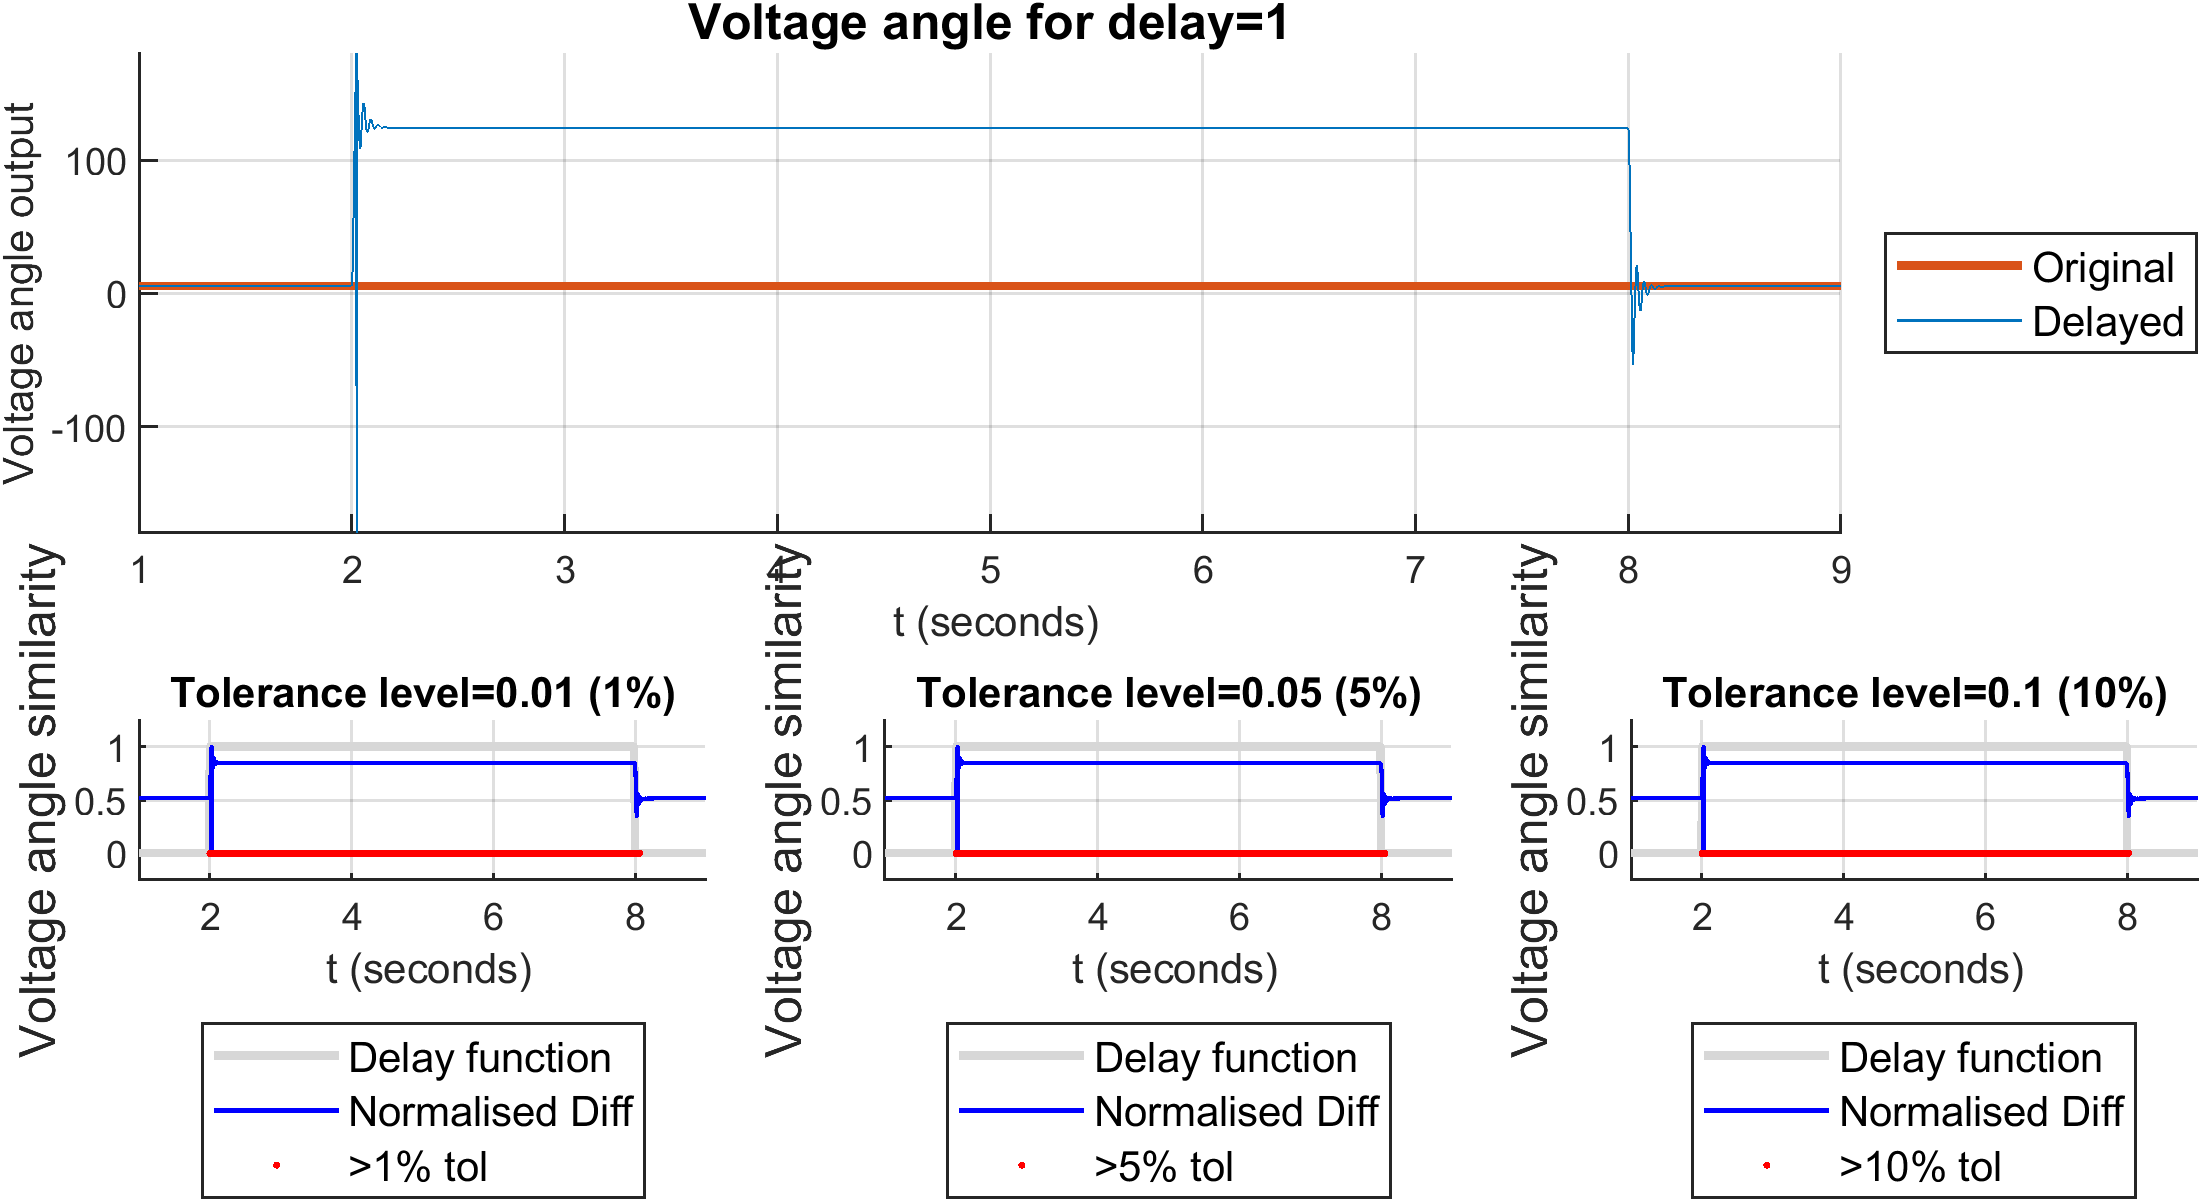 Voltage angle for delay=1
Voltage angle output
100
0
-100
1 2 3 4 5 6 7 8 9
t (seconds)
Original
Delayed
Voltage angle similarity
Tolerance level=0.01 (1%)
1
0.5
0
2 4 6 8
t (seconds)
Delay function
Normalised Diff
>1% tol
Voltage angle similarity
Tolerance level=0.05 (5%)
1
0.5
0
2 4 6 8
t (seconds)
Delay function
Normalised Diff
>5% tol
Voltage angle similarity
Tolerance level=0.1 (10%)
1
0.5
0
2 4 6 8
t (seconds)
Delay function
Normalised Diff
>10% tol